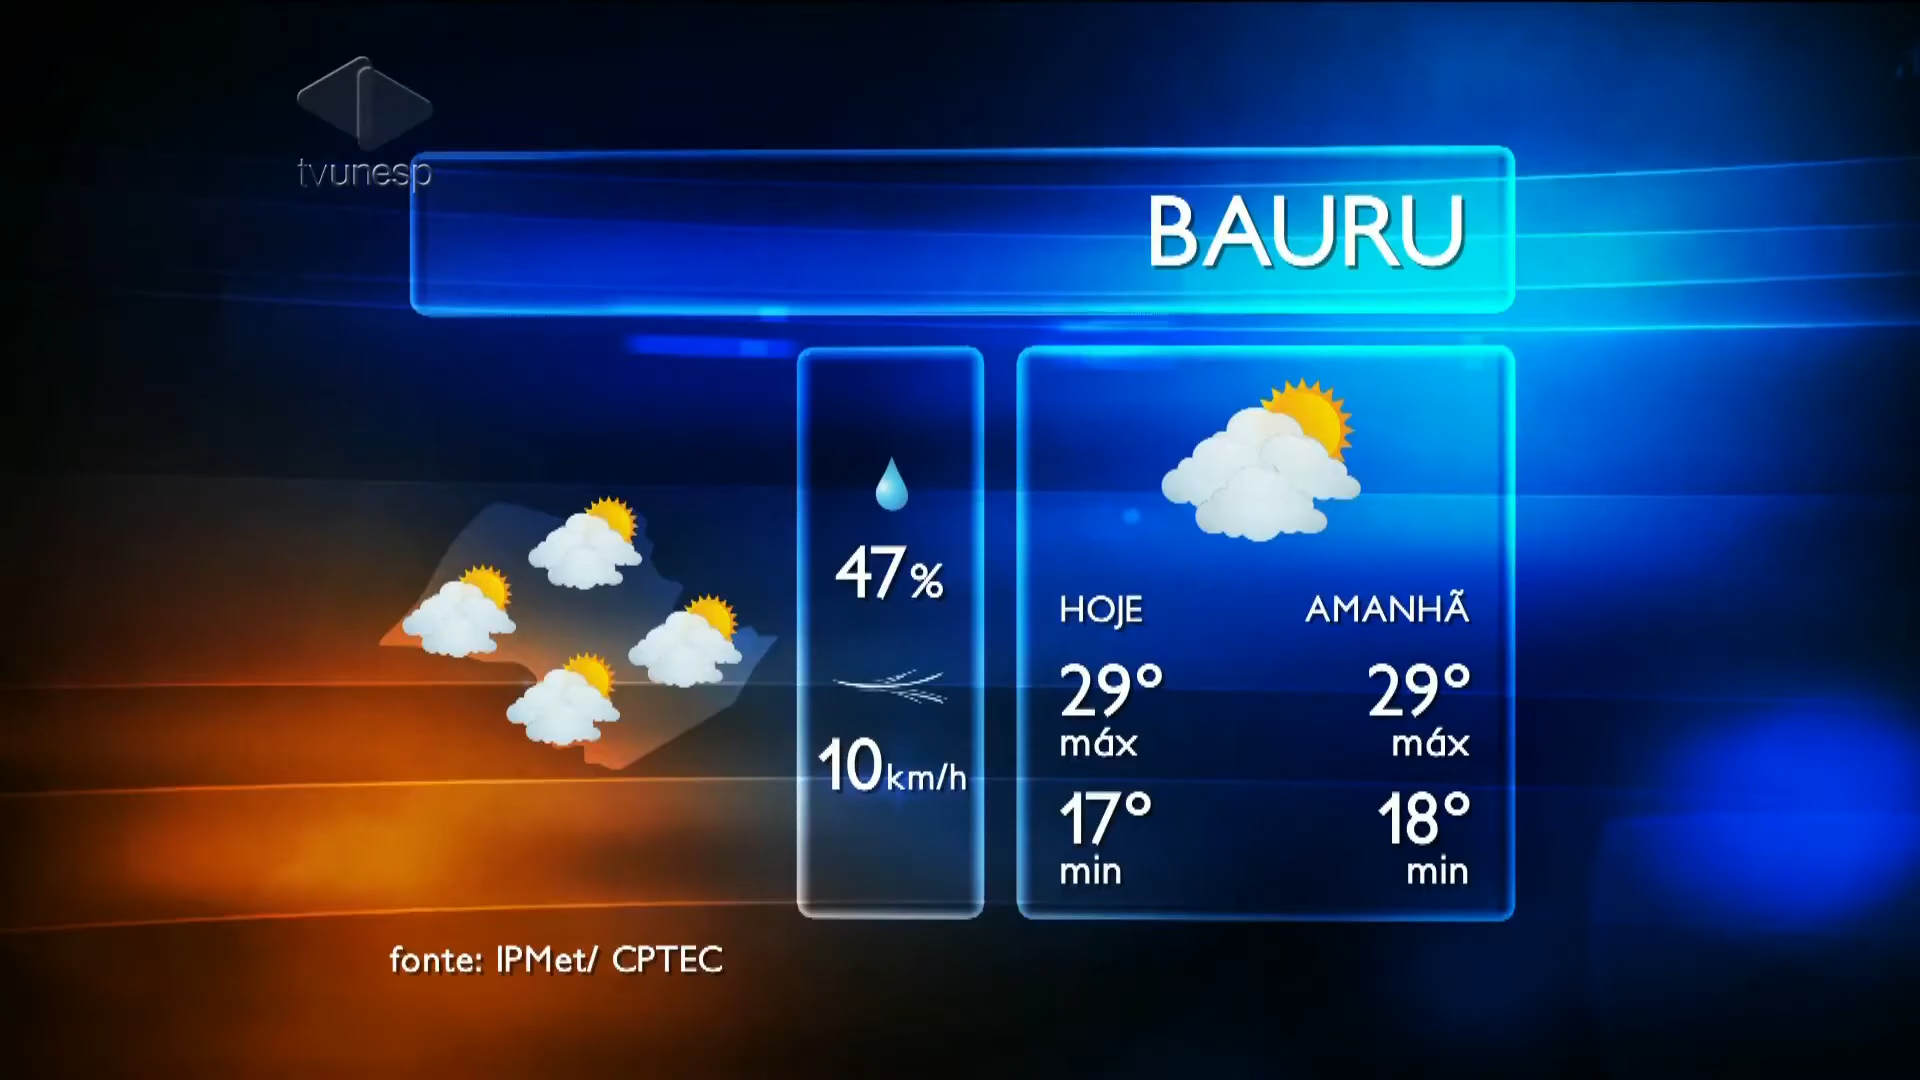 tvunesp
BAURU
47%
10km/h
HOJE
29°
máx
17°
min
AMANHÃ
29°
máx
18°
min
fonte: IPMet/ CPTEC